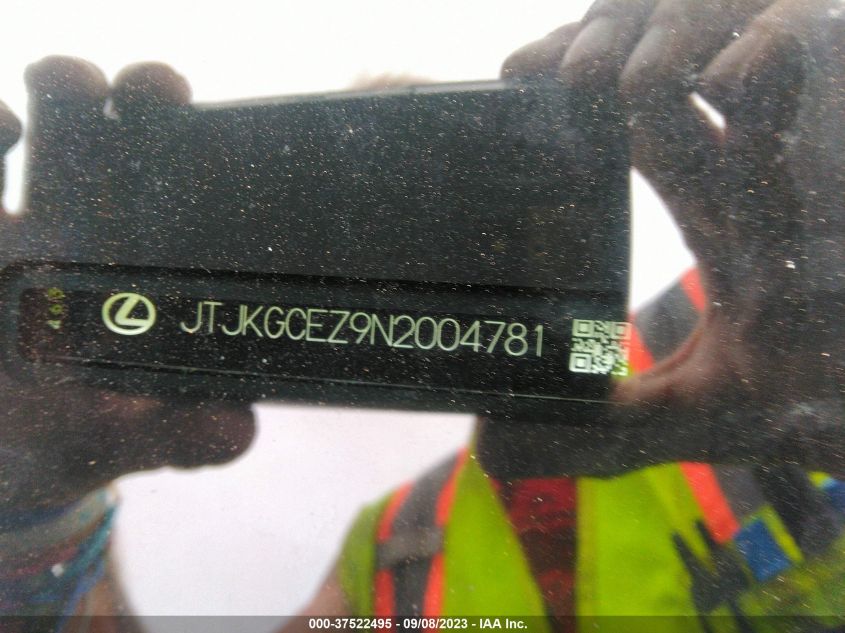 JTJKGCEZ9N2004781
000-37522495 - 09/08/2023 - IAA Inc.